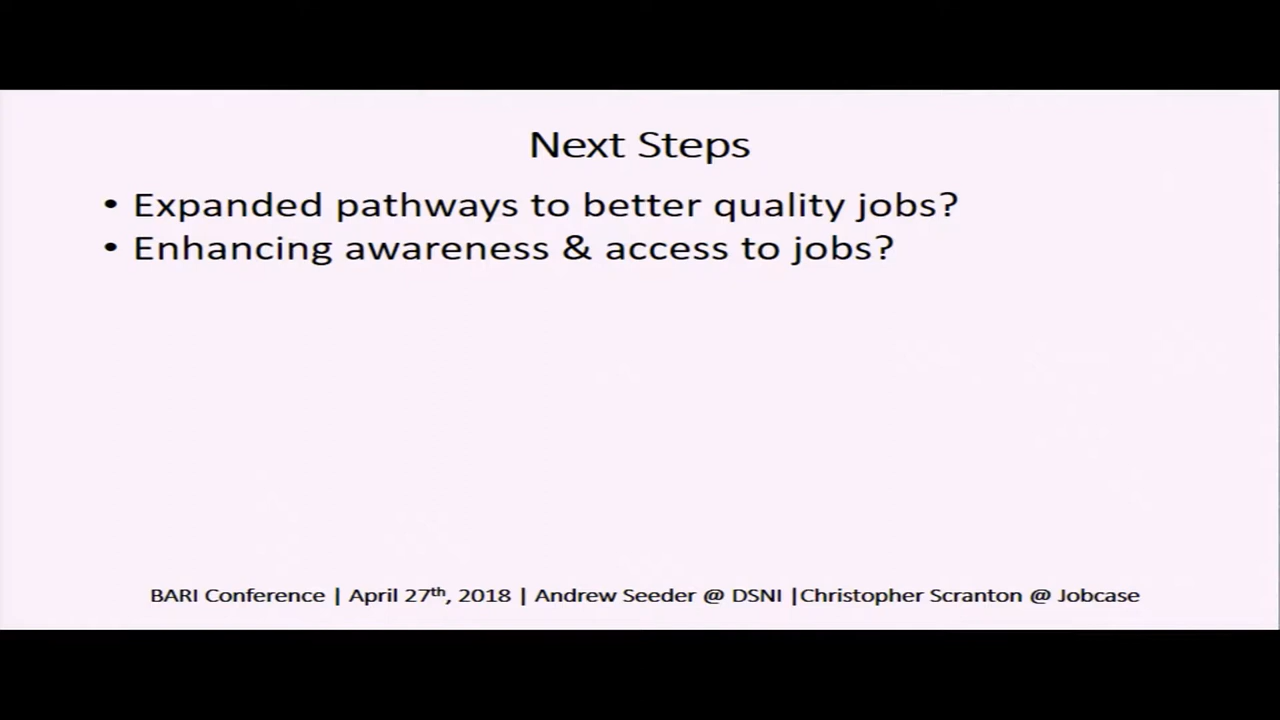 Next Steps
• Expanded pathways to better quality jobs?
• Enhancing awareness & access to jobs?
BARI Conference | April 27th, 2018 | Andrew Seeder @ DSNI |Christopher Scranton @ Jobcase